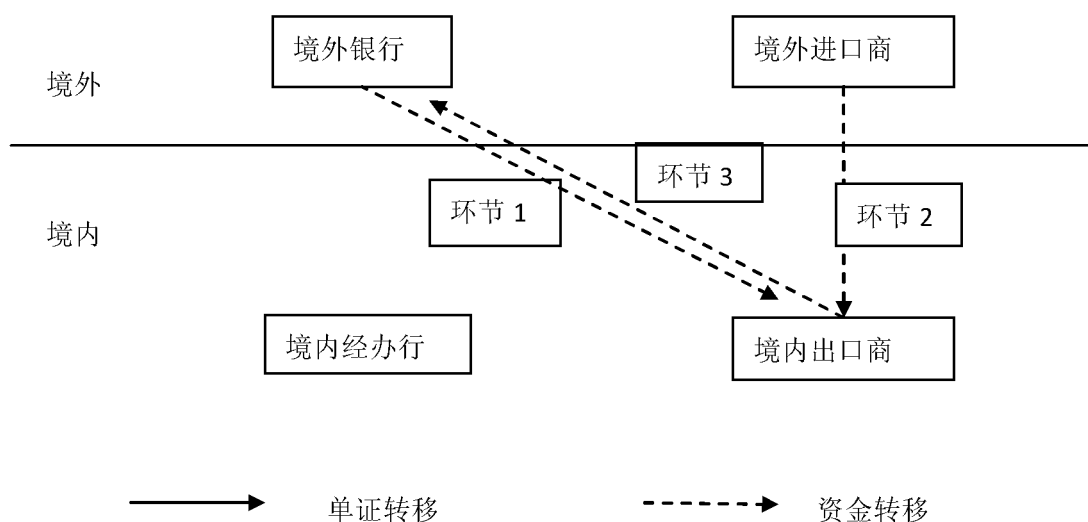 境外银行
境外进口商
境外
环节 3
环节 1
环节 2
境内
境内经办行
境内出口商
单证转移
资金转移